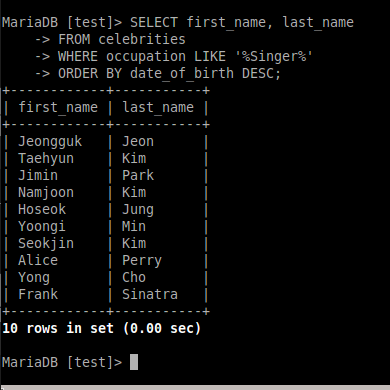 MariaDB [test]> SELECT first_name, last_name
    -> FROM celebrities
    -> WHERE occupation LIKE '%Singer%'
    -> ORDER BY date_of_birth DESC;
+------------+-----------+
| first_name | last_name |
+------------+-----------+
| Jeongguk   | Jeon      |
| Taehyun    | Kim       |
| Jimin      | Park      |
| Namjoon    | Kim       |
| Hoseok     | Jung      |
| Yoongi     | Min       |
| Seokjin    | Kim       |
| Alice      | Perry     |
| Yong       | Cho       |
| Frank      | Sinatra   |
+------------+-----------+
10 rows in set (0.00 sec)

MariaDB [test]>